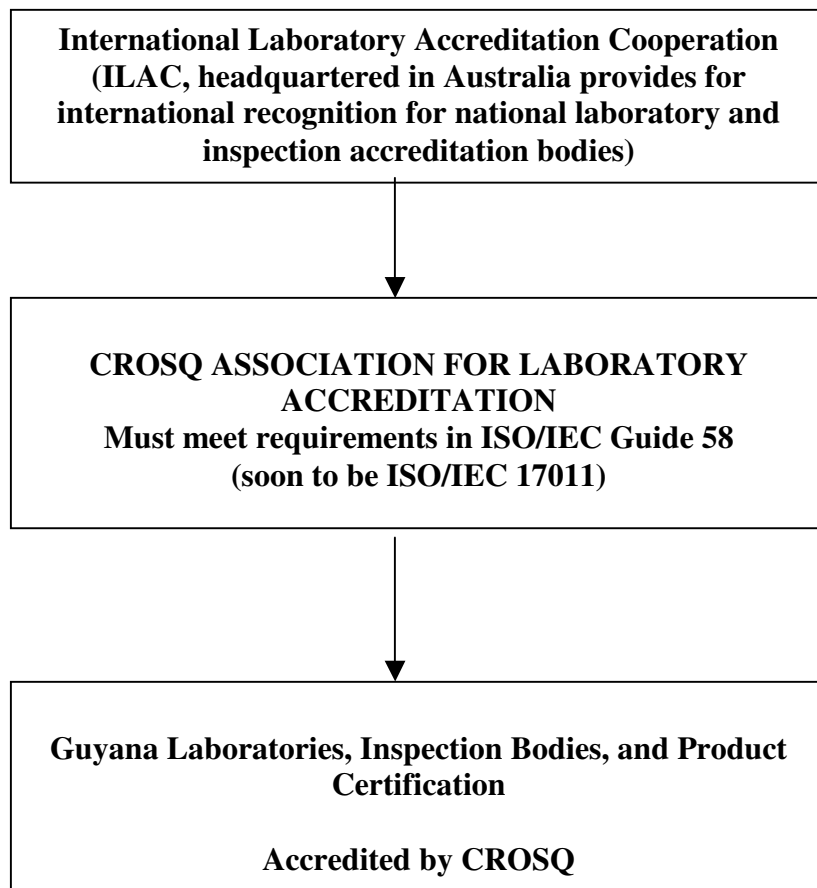 International Laboratory Accreditation Cooperation
(ILAC, headquartered in Australia provides for
international recognition for national laboratory and
inspection accreditation bodies)
CROSQ ASSOCIATION FOR LABORATORY
ACCREDITATION
Must meet requirements in ISO/IEC Guide 58
(soon to be ISO/IEC 17011)
Guyana Laboratories, Inspection Bodies, and Product
Certification
Accredited by CROSQ